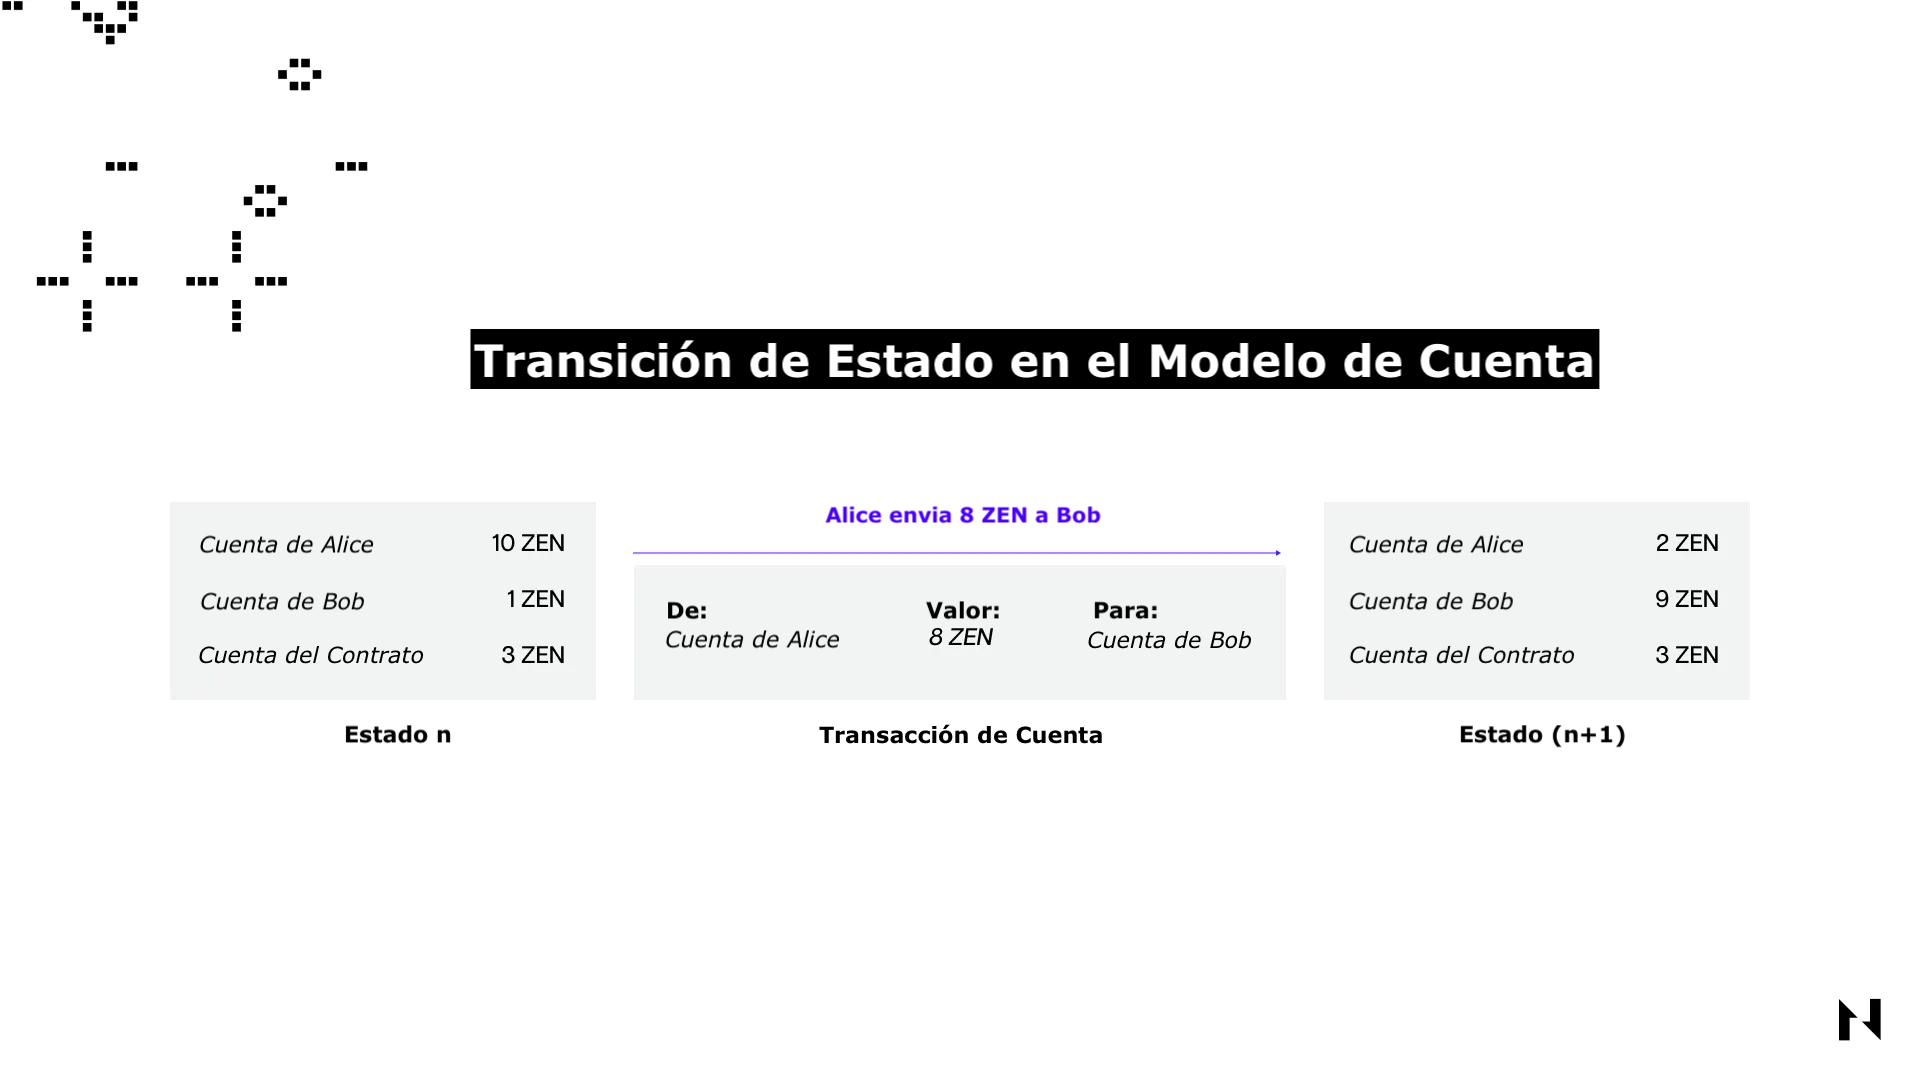 Transición de Estado en el Modelo de Cuenta
Cuenta de Alice 10 ZEN
Cuenta de Bob 1 ZEN
Cuenta del Contrato 3 ZEN
Estado n
Alice envia 8 ZEN a Bob
De: Valor: Para:
Cuenta de Alice 8 ZEN Cuenta de Bob
Transacción de Cuenta
Cuenta de Alice 2 ZEN
Cuenta de Bob 9 ZEN
Cuenta del Contrato 3 ZEN
Estado (n+1)